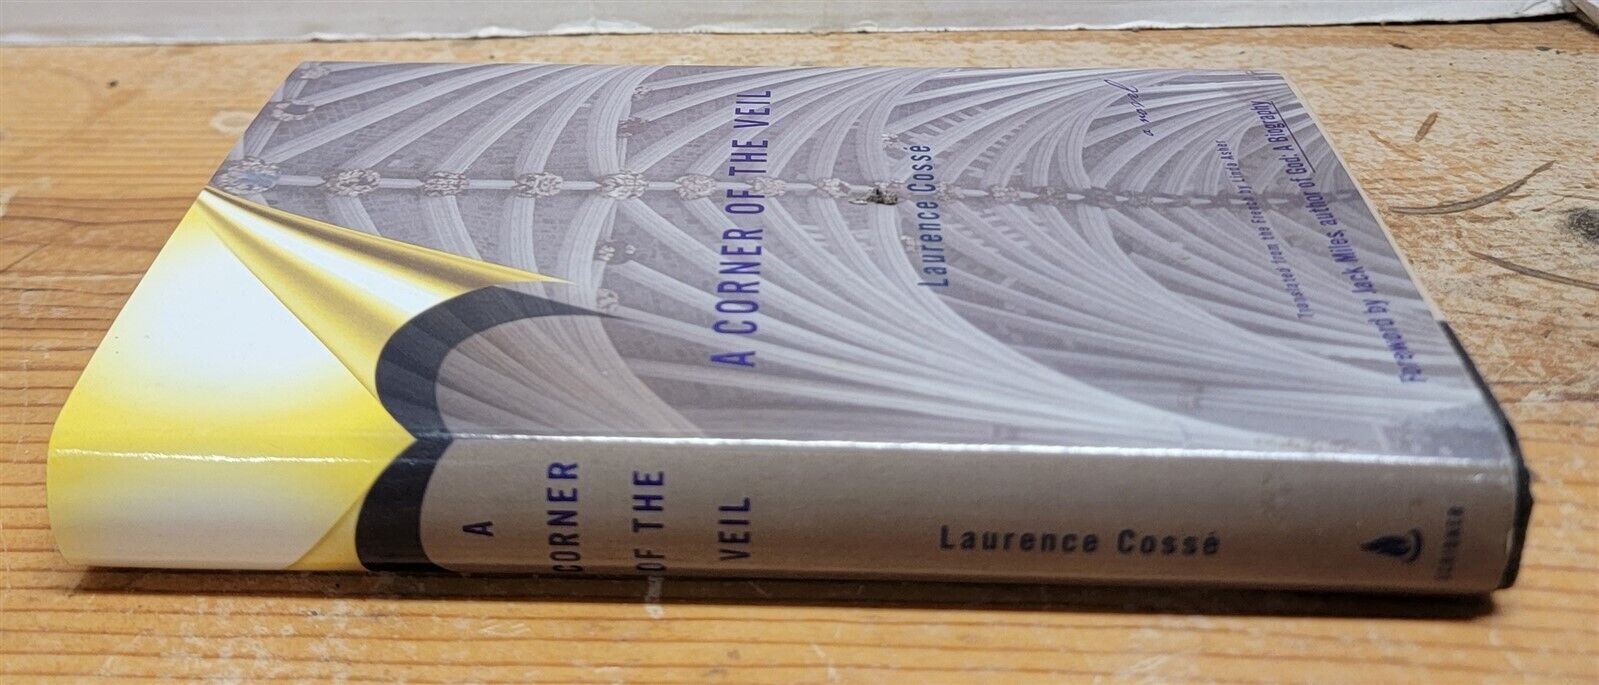 A CORNER OF THE VEIL
Laurence Cossé
a novel
Translated from the French by Linda Asher
Foreword by Jack Miles, author of God: A Biography
A
CORNER
OF THE
VEIL
Laurence Cossé
SCRIBNER